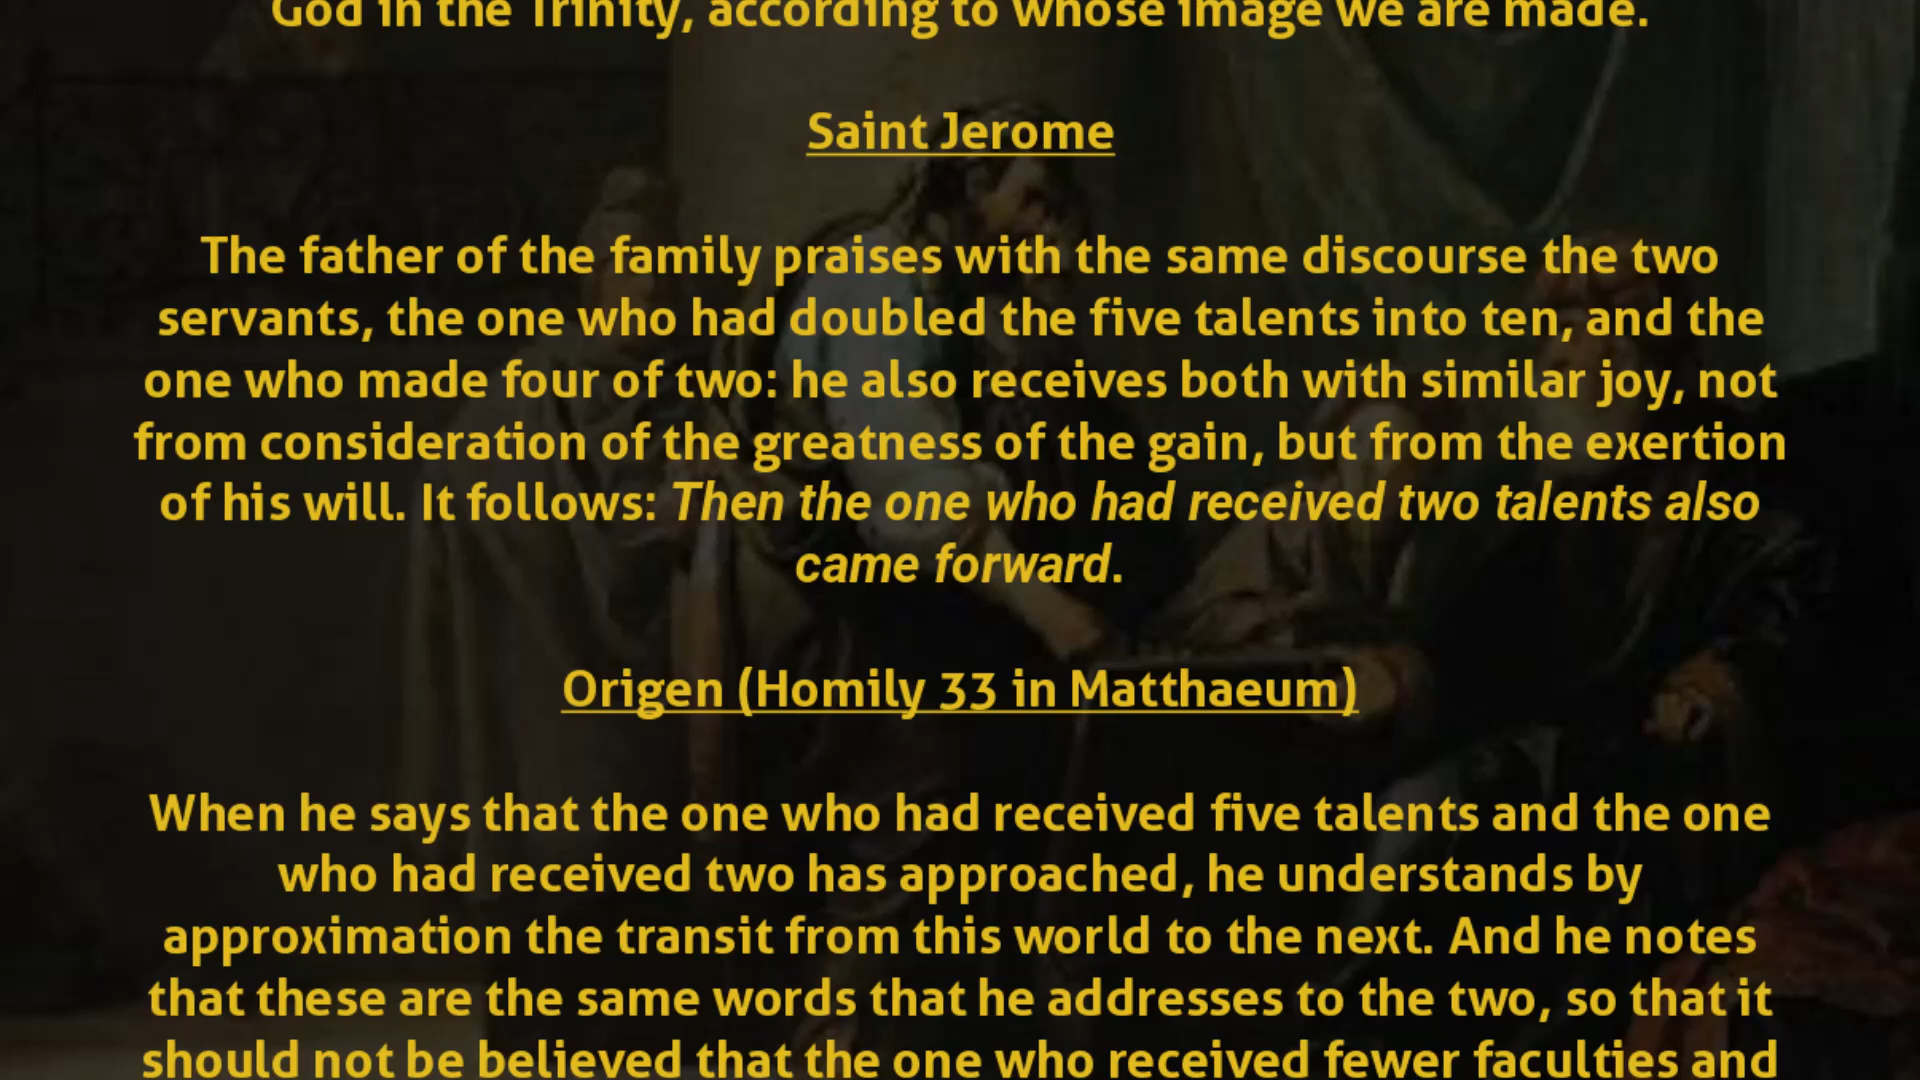 God in the Trinity, according to whose image we are made.
Saint Jerome
The father of the family praises with the same discourse the two
servants, the one who had doubled the five talents into ten, and the
one who made four of two: he also receives both with similar joy, not
from consideration of the greatness of the gain, but from the exertion
of his will. It follows: Then the one who had received two talents also
came forward.
Origen (Homily 33 in Matthaeum)
When he says that the one who had received five talents and the one
who had received two has approached, he understands by
approximation the transit from this world to the next. And he notes
that these are the same words that he addresses to the two, so that it
should not be believed that the one who received fewer faculties and